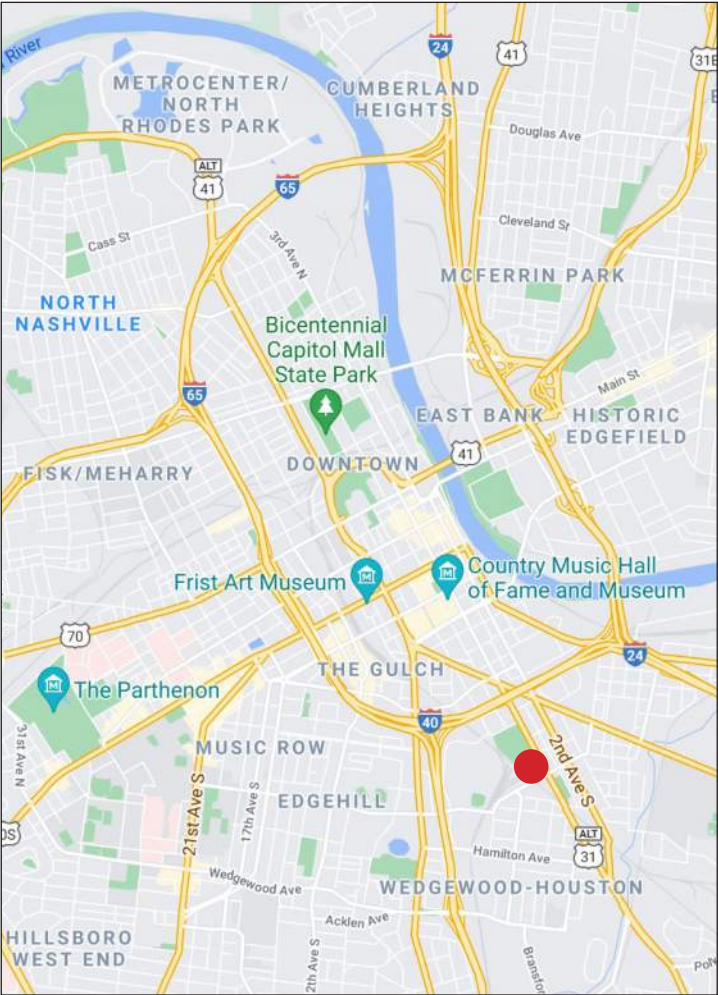 River
24
41
31E
METROCENTER/
NORTH
RHODES PARK
CUMBERLAND
HEIGHTS
Douglas Ave
ALT
41
65
Cleveland St
Cass St
3rd Ave N
MCFERRIN PARK
NORTH
NASHVILLE
Bicentennial
Capitol Mall
State Park
65
Main St
EAST BANK
HISTORIC
EDGEFIELD
41
DOWNTOWN
FISK/MEHARRY
Frist Art Museum
Country Music Hall
of Fame and Museum
70
24
THE GULCH
The Parthenon
40
31st Ave N
MUSIC ROW
2nd Ave S
21st Ave S
17th Ave S
EDGEHILL
ALT
31
0S
Hamilton Ave
Wedgewood Ave
WEDGEWOOD-HOUSTON
Acklen Ave
HILLSBORO
WEST END
2th Ave S
Bransfor
Pol